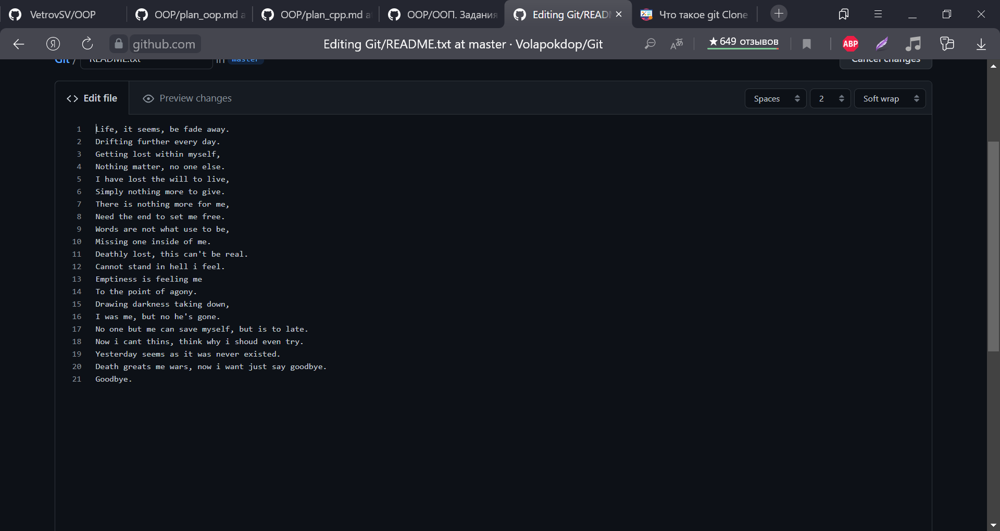 VetrovSV/OOP
OOP/plan_oop.md a
OOP/plan_cpp.md a
OOP/ООП. Задания
Editing Git/READ
Что такое git Clone
Я
github.com
Editing Git/README.txt at master · Volapokdop/Git
★649 отзывов
ABP
Git / README.txt in master
Cancel changes
<> Edit file
Preview changes
Spaces
2
Soft wrap
1 Life, it seems, be fade away.
2 Drifting further every day.
3 Getting lost within myself,
4 Nothing matter, no one else.
5 I have lost the will to live,
6 Simply nothing more to give.
7 There is nothing more for me,
8 Need the end to set me free.
9 Words are not what use to be,
10 Missing one inside of me.
11 Deathly lost, this can't be real.
12 Cannot stand in hell i feel.
13 Emptiness is feeling me
14 To the point of agony.
15 Drawing darkness taking down,
16 I was me, but no he's gone.
17 No one but me can save myself, but is to late.
18 Now i cant thins, think why i shoud even try.
19 Yesterday seems as it was never existed.
20 Death greats me wars, now i want just say goodbye.
21 Goodbye.